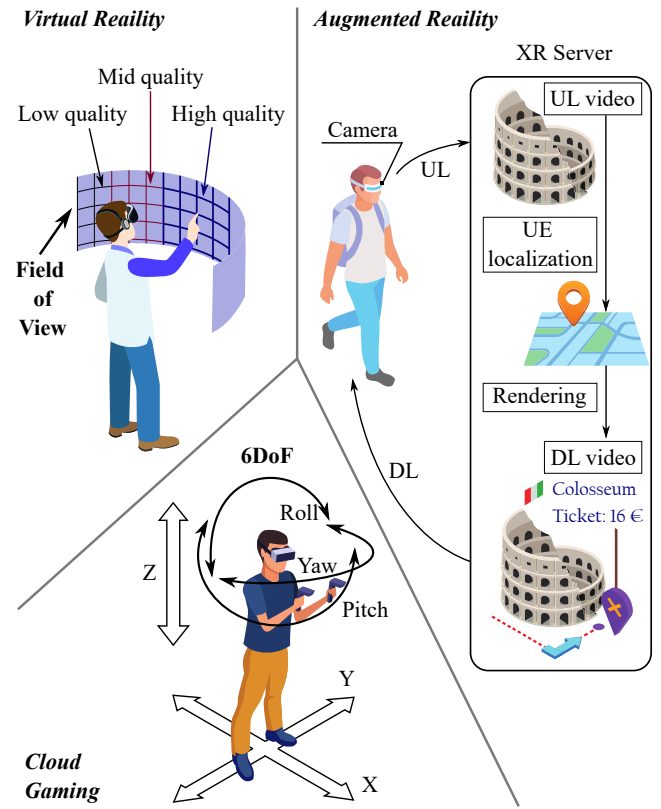 Virtual Reaility
Mid quality
Low quality
High quality
Field
of
View
Augmented Reaility
XR Server
Camera
UL
UL video
UE
localization
Rendering
DL video
DL
Colosseum
Ticket: 16 €
6DoF
Roll
Yaw
Pitch
Z
Y
X
Cloud
Gaming